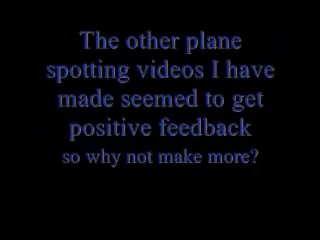 The other plane
spotting videos I have
made seemed to get
positive feedback
so why not make more?